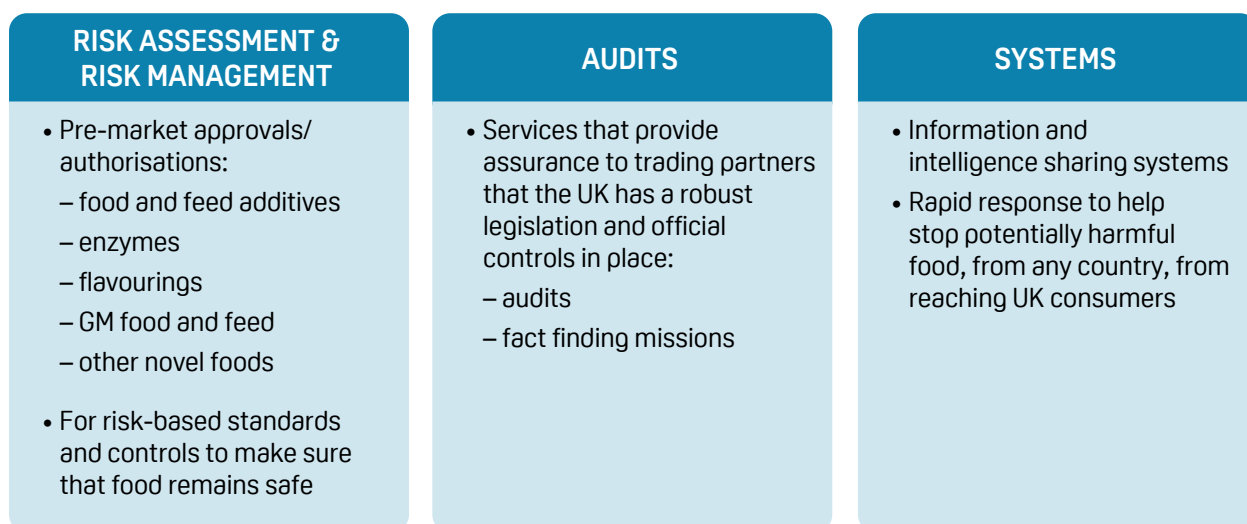 RISK ASSESSMENT &
RISK MANAGEMENT
• Pre-market approvals/
authorisations:
– food and feed additives
– enzymes
– flavourings
– GM food and feed
– other novel foods
• For risk-based standards
and controls to make sure
that food remains safe
AUDITS
• Services that provide
assurance to trading partners
that the UK has a robust
legislation and official
controls in place:
– audits
– fact finding missions
SYSTEMS
• Information and
intelligence sharing systems
• Rapid response to help
stop potentially harmful
food, from any country, from
reaching UK consumers